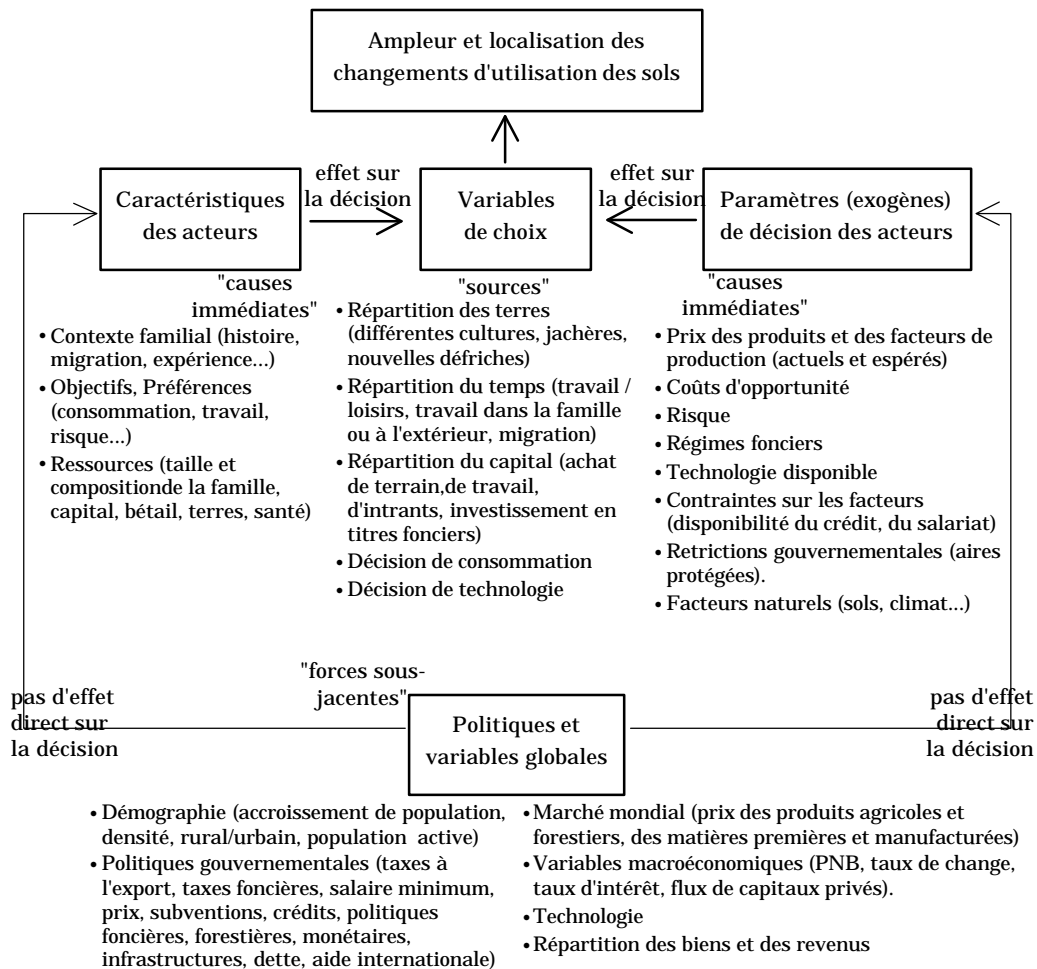 Ampleur et localisation des
changements d'utilisation des sols
effet sur
la décision
effet sur
la décision
Caractéristiques
des acteurs
Variables
de choix
Paramètres (exogènes)
de décision des acteurs
"causes
immédiates"
• Contexte familial (histoire,
migration, expérience...)
• Objectifs, Préférences
(consommation, travail,
risque...)
• Ressources (taille et
compositionde la famille,
capital, bétail, terres, santé)
"sources"
• Répartition des terres
(différentes cultures, jachères,
nouvelles défriches)
• Répartition du temps (travail /
loisirs, travail dans la famille
ou à l'extérieur, migration)
• Répartition du capital (achat
de terrain,de travail,
d'intrants, investissement en
titres fonciers)
• Décision de consommation
• Décision de technologie
"causes
immédiates"
• Prix des produits et des facteurs de
production (actuels et espérés)
• Coûts d'opportunité
• Risque
• Régimes fonciers
• Technologie disponible
• Contraintes sur les facteurs
(disponibilité du crédit, du salariat)
• Retrictions gouvernementales (aires
protégées).
• Facteurs naturels (sols, climat...)
"forces sous-
jacentes"
pas d'effet
direct sur
la décision
Politiques et
variables globales
pas d'effet
direct sur
la décision
• Démographie (accroissement de population,
densité, rural/urbain, population active)
• Politiques gouvernementales (taxes à
l'export, taxes foncières, salaire minimum,
prix, subventions, crédits, politiques
foncières, forestières, monétaires,
infrastructures, dette, aide internationale)
• Marché mondial (prix des produits agricoles et
forestiers, des matières premières et manufacturées)
• Variables macroéconomiques (PNB, taux de change,
taux d'intérêt, flux de capitaux privés).
• Technologie
• Répartition des biens et des revenus